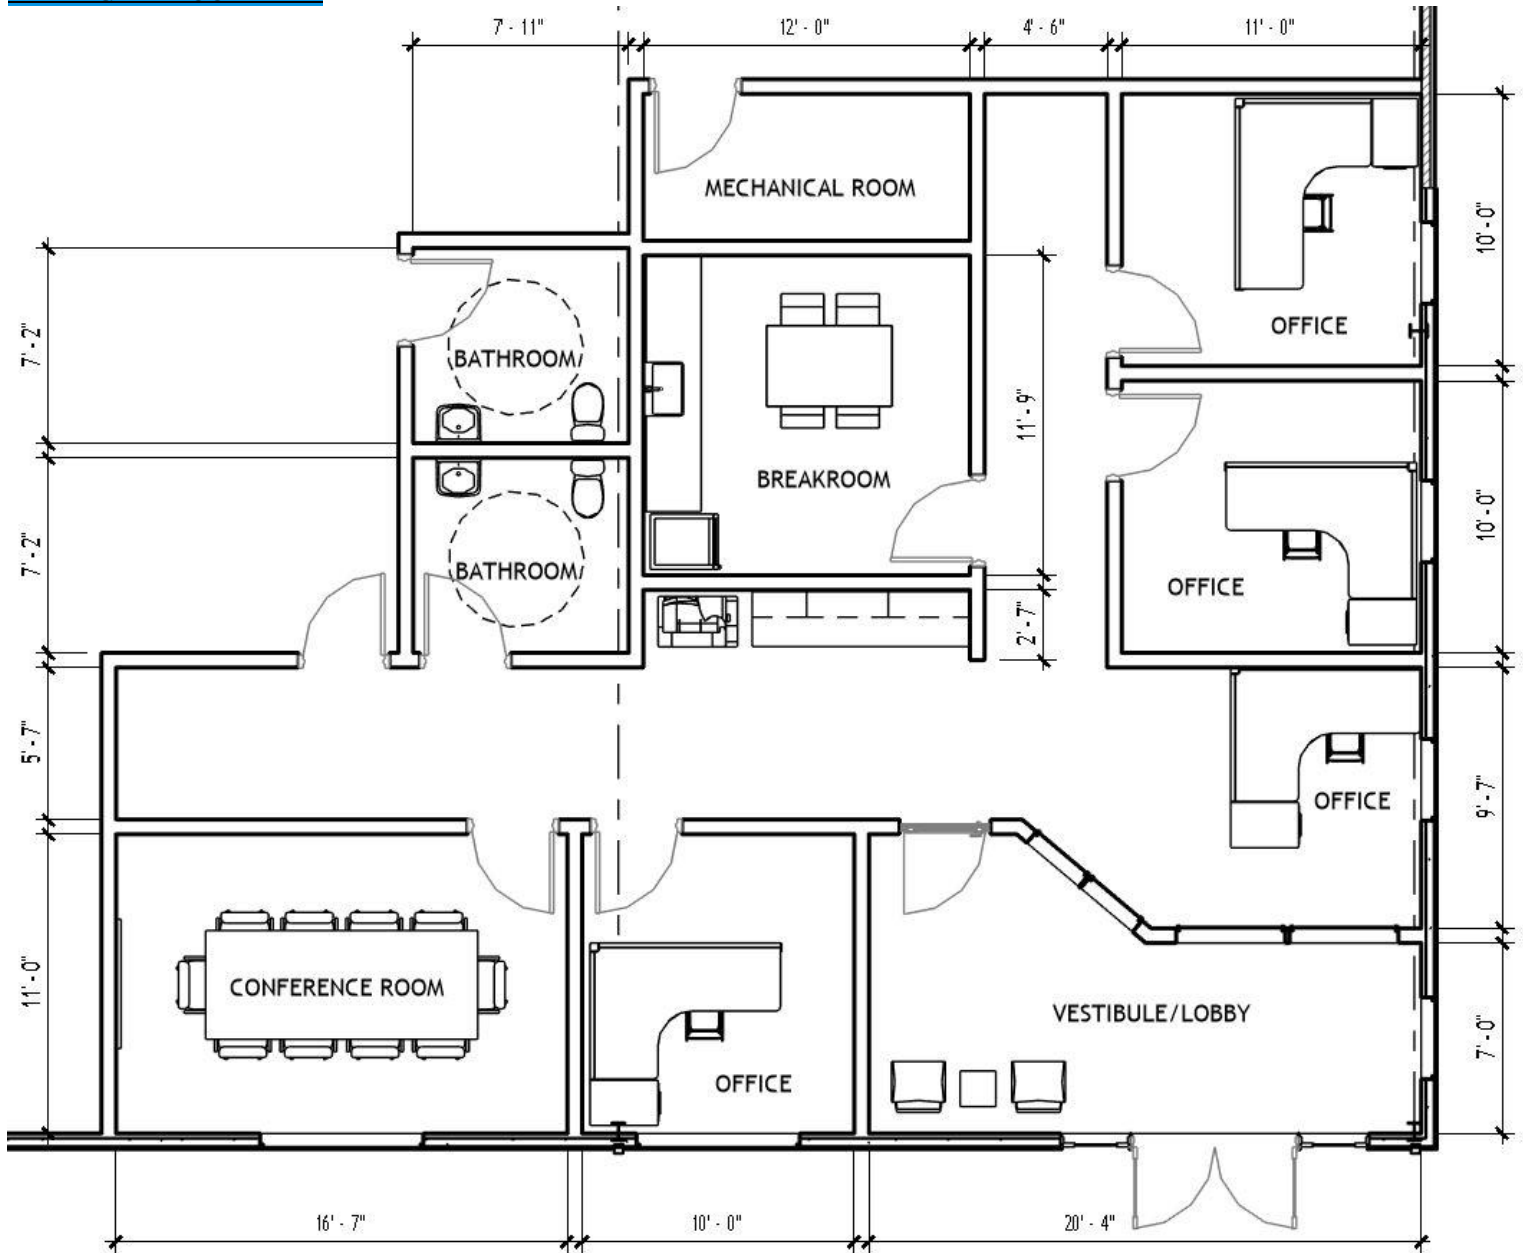 7' - 11"
12' - 0"
4' - 6"
11' - 0"
MECHANICAL ROOM
10' - 0"
OFFICE
7' - 2"
BATHROOM
11' - 9"
BREAKROOM
10' - 0"
7' - 2"
BATHROOM
OFFICE
2' - 7"
5' - 7"
9' - 7"
OFFICE
11' - 0"
CONFERENCE ROOM
VESTIBULE/LOBBY
7' - 0"
OFFICE
16' - 7"
10' - 0"
20' - 4"